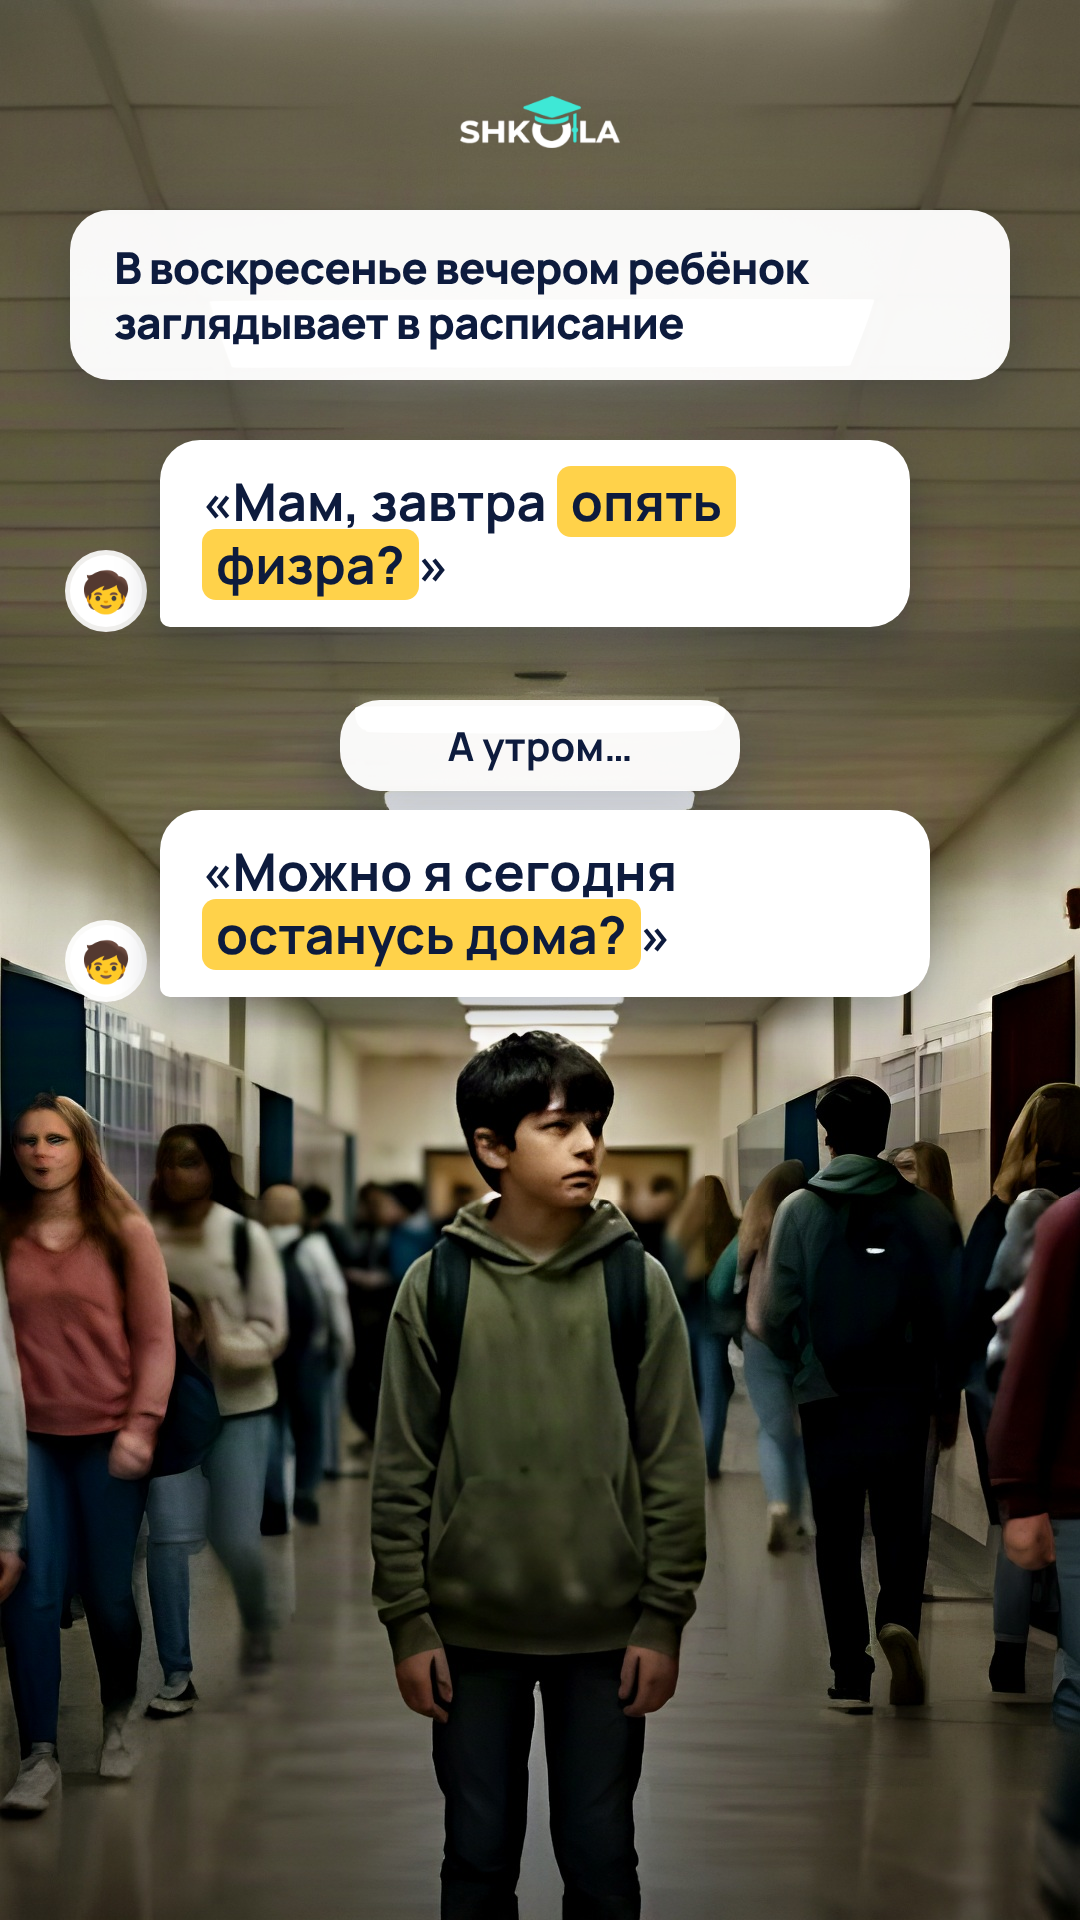 SHKOLA
В воскресенье вечером ребёнок
заглядывает в расписание
«Мам, завтра опять
физра?»
А утром...
«Можно я сегодня
останусь дома?»